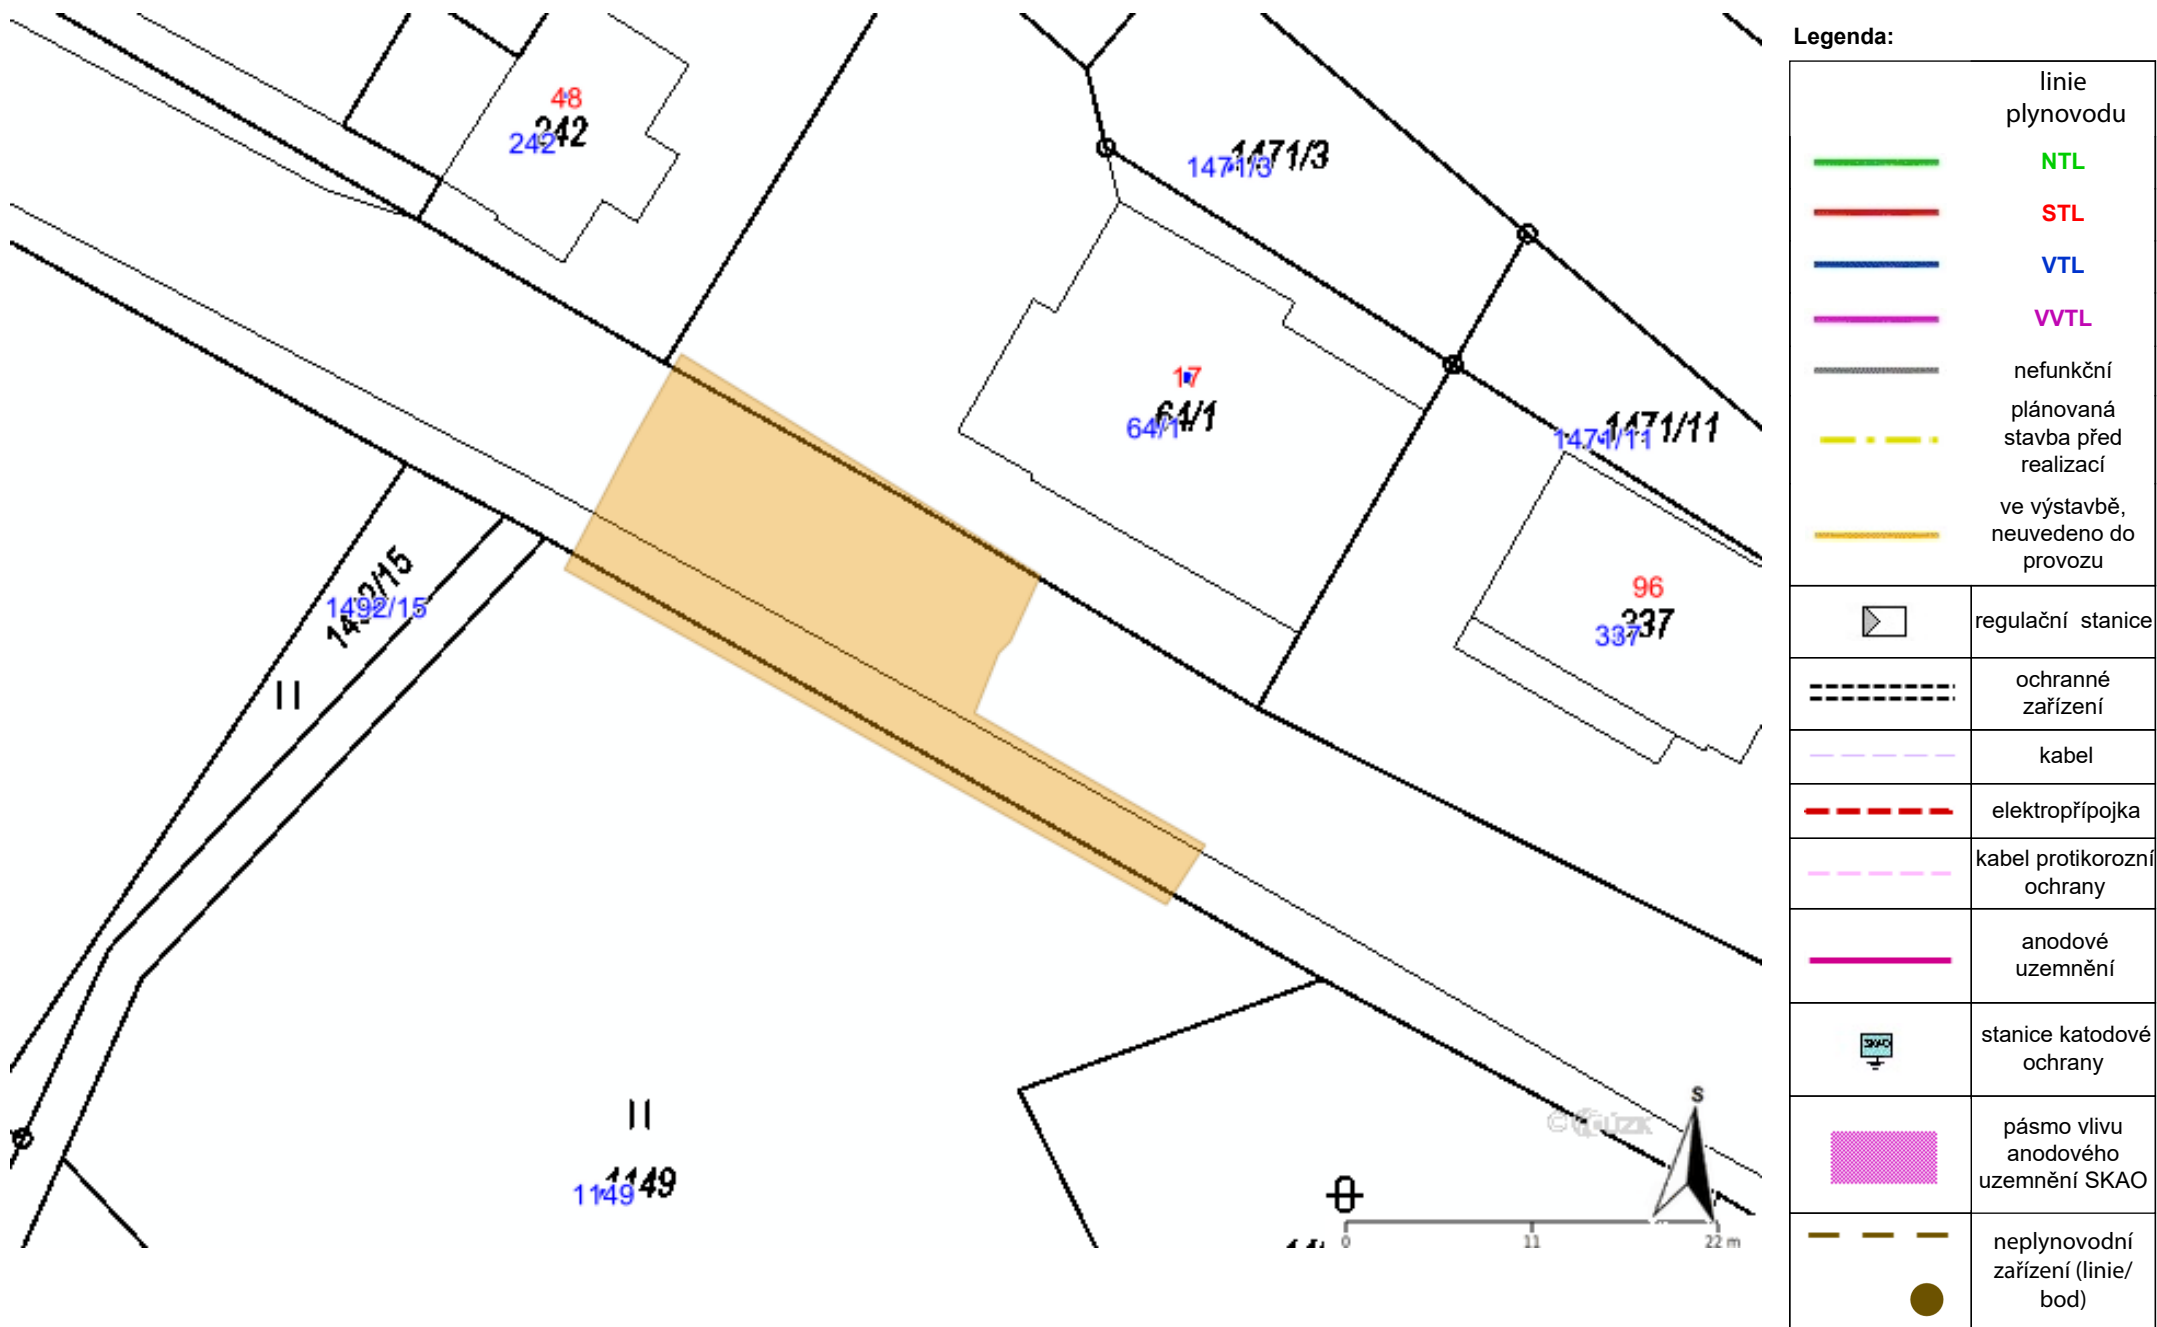 48
242
242
1471/3
1471/3
17
64/1
64/1
1471/11
1471/11
96
337
337
1492/15
1492/15
1149
1149
S
0
11
22 m
Legenda:
linie
plynovodu
NTL
STL
VTL
VVTL
nefunkční
plánovaná
stavba před
realizací
ve výstavbě,
neuvedeno do
provozu
regulační stanice
ochranné
zařízení
kabel
elektropřípojka
kabel protikorozní
ochrany
anodové
uzemnění
SKAO
stanice katodové
ochrany
pásmo vlivu
anodového
uzemnění SKAO
neplynovodní
zařízení (linie/
bod)